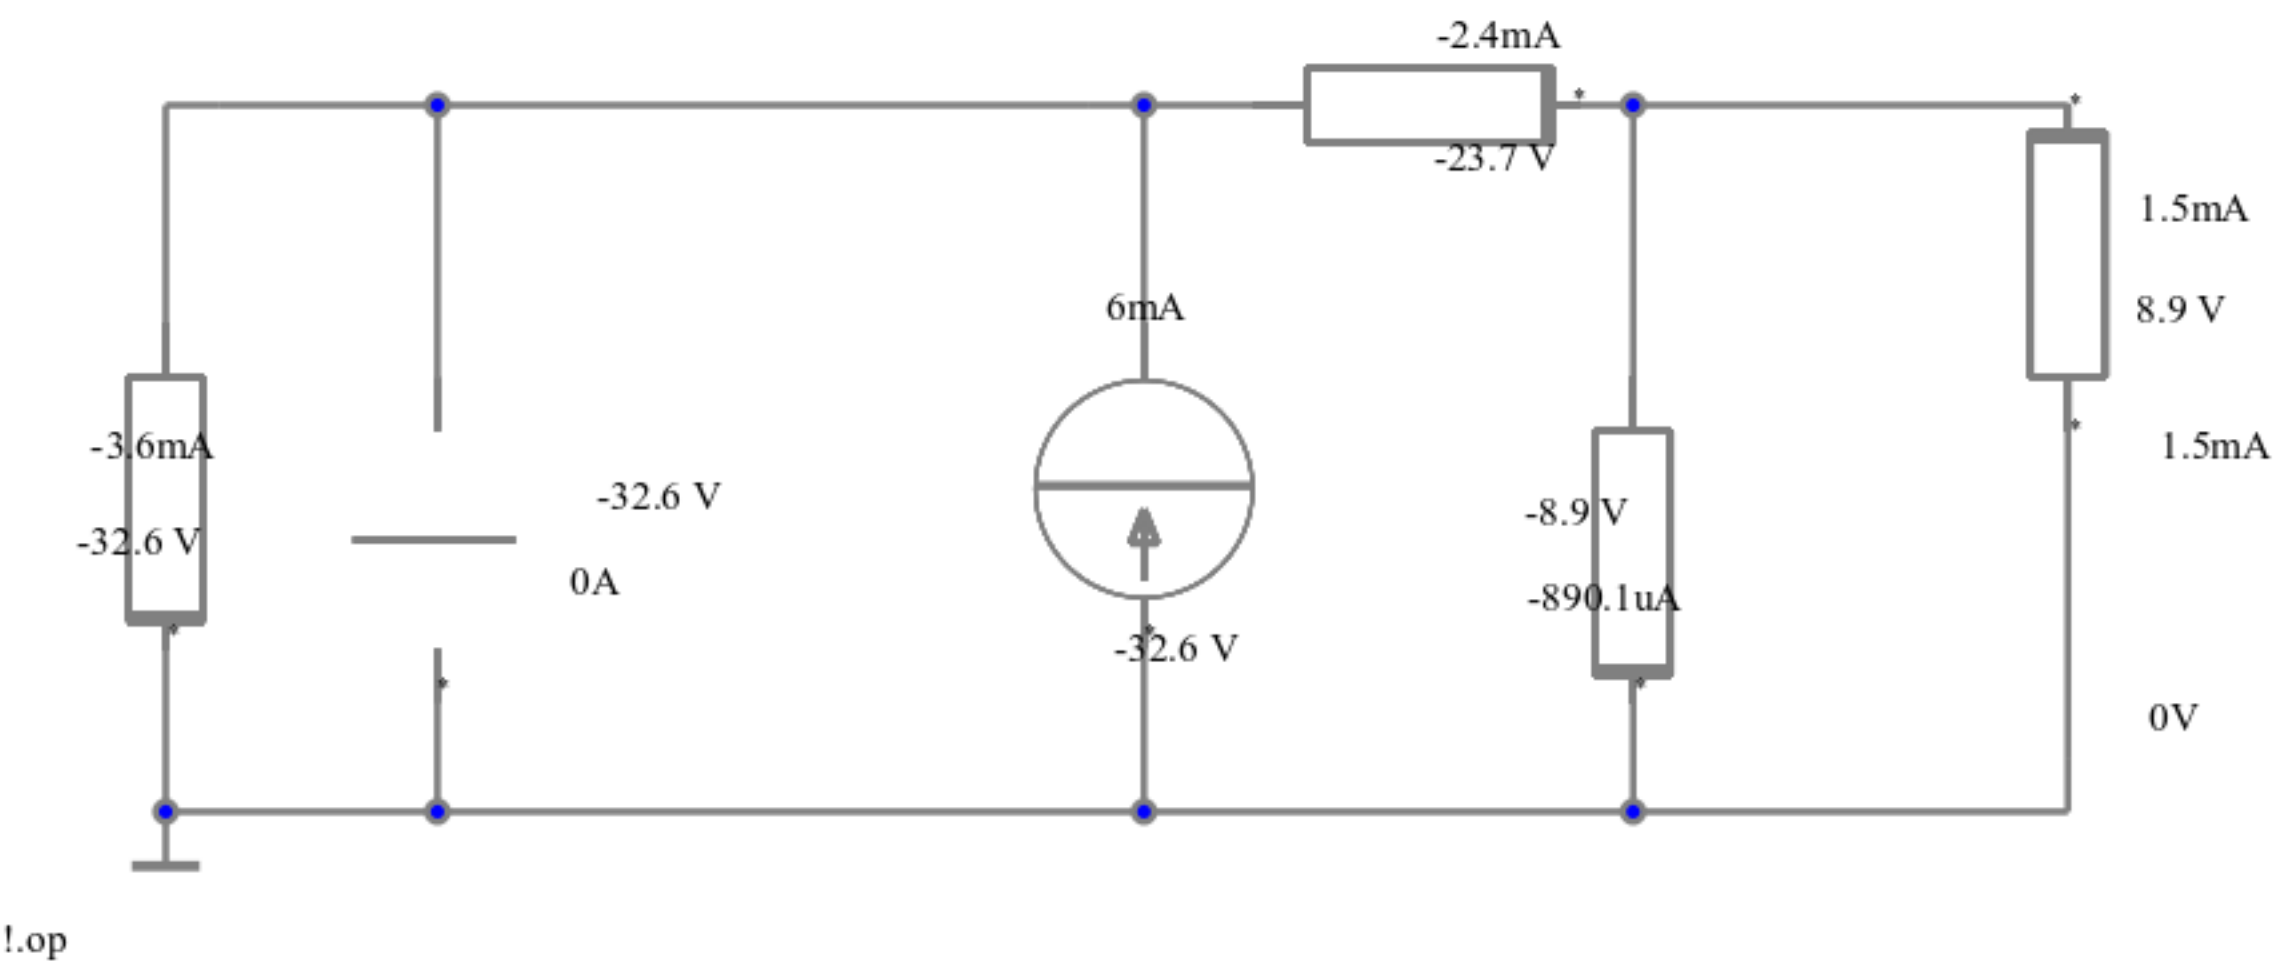 -2.4mA
-23.7 V
1.5mA
6mA
8.9 V
-3.6mA
1.5mA
-32.6 V
-8.9 V
-32.6 V
0A
-890.1uA
-32.6 V
0V
!.op